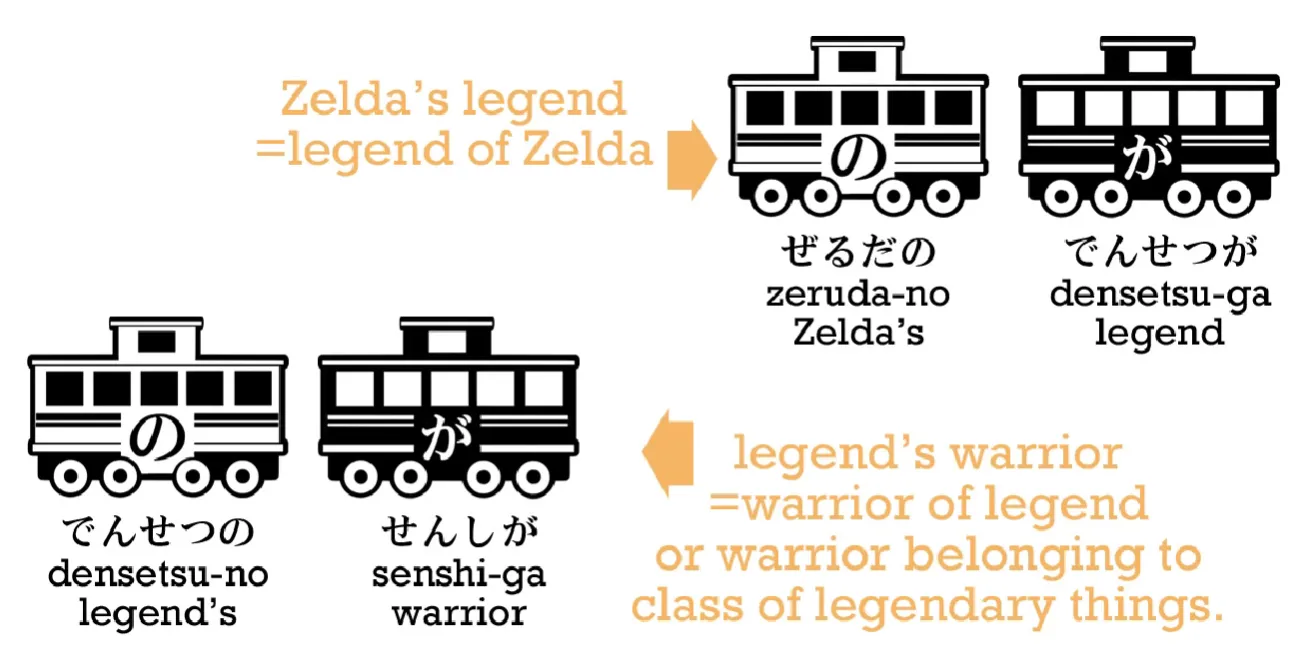 Zelda's legend
=legend of Zelda
の
が
ぜるだの
zeruda-no
Zelda's
でんせつが
densetsu-ga
legend
の
が
でんせつの
densetsu-no
legend's
せんしが
senshi-ga
warrior
legend's warrior
=warrior of legend
or warrior belonging to
class of legendary things.